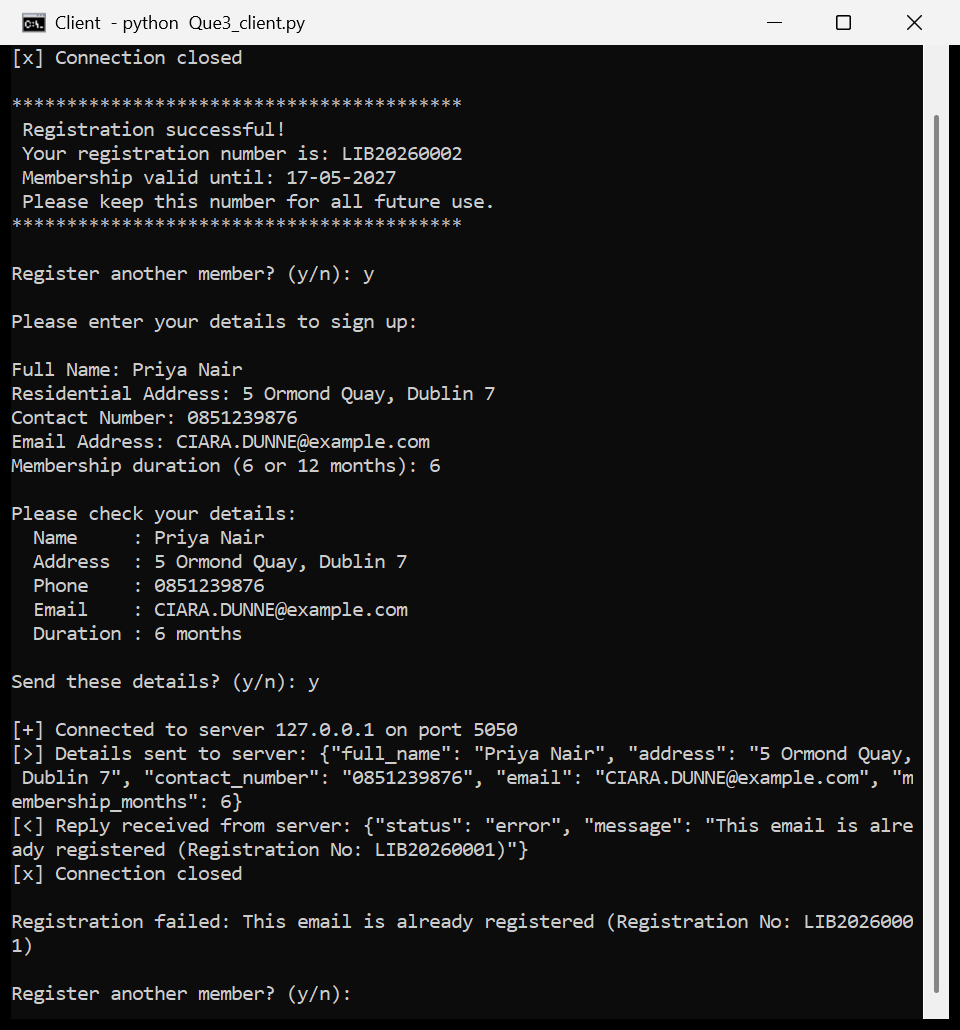 Client - python Que3_client.py
[x] Connection closed
*****************************************
Registration successful!
Your registration number is: LIB20260002
Membership valid until: 17-05-2027
Please keep this number for all future use.
*****************************************
Register another member? (y/n): y
Please enter your details to sign up:
Full Name: Priya Nair
Residential Address: 5 Ormond Quay, Dublin 7
Contact Number: 0851239876
Email Address: CIARA.DUNNE@example.com
Membership duration (6 or 12 months): 6
Please check your details:
Name     : Priya Nair
Address  : 5 Ormond Quay, Dublin 7
Phone    : 0851239876
Email    : CIARA.DUNNE@example.com
Duration : 6 months
Send these details? (y/n): y
[+] Connected to server 127.0.0.1 on port 5050
[>] Details sent to server: {"full_name": "Priya Nair", "address": "5 Ormond Quay,
Dublin 7", "contact_number": "0851239876", "email": "CIARA.DUNNE@example.com", "m
embership_months": 6}
[<] Reply received from server: {"status": "error", "message": "This email is alre
ady registered (Registration No: LIB20260001)"}
[x] Connection closed
Registration failed: This email is already registered (Registration No: LIB2026000
1)
Register another member? (y/n):